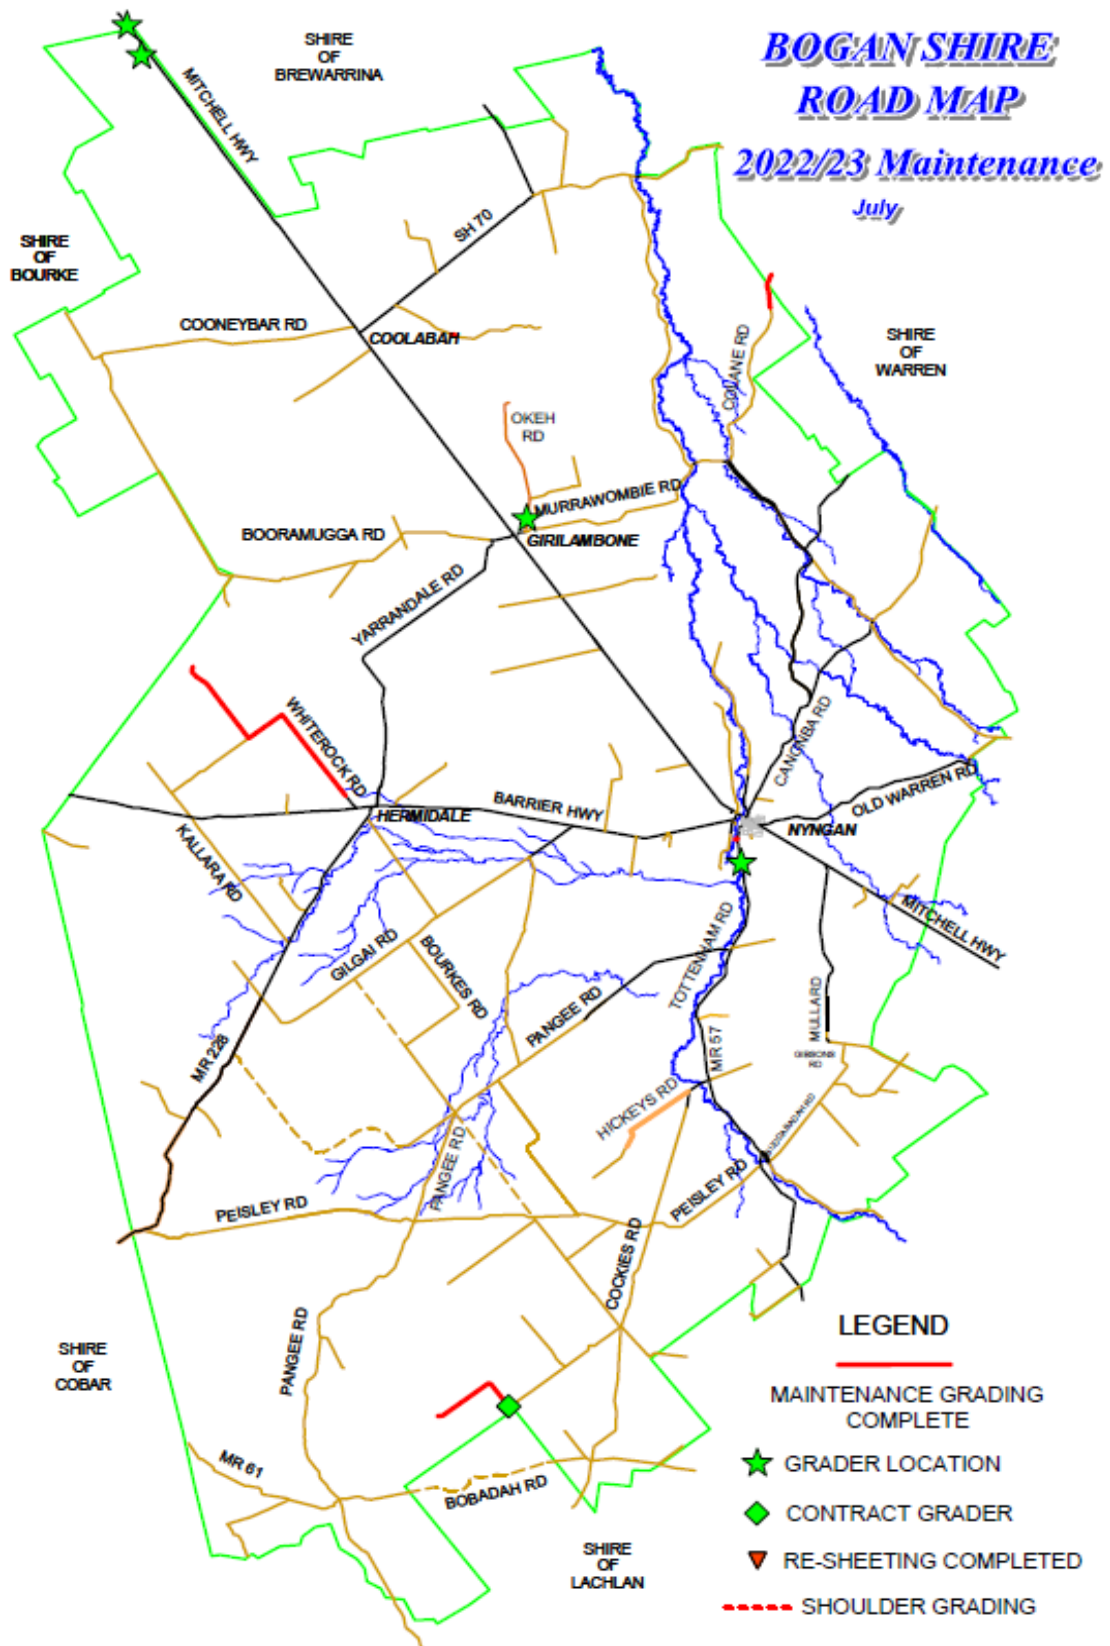 BOGAN SHIRE
ROAD MAP
2022/23 Maintenance
July
SHIRE
OF
BREWARRINA
MITCHELL HWY
SHIRE
OF
BOURKE
SH 70
COONEYBAR RD
COOLABAH
SHIRE
OF
WARREN
COLANE RD
OKEH
RD
MURRAWOMBIE RD
BOORAMUGGA RD
GIRILAMBONE
YARRANDALE RD
WHITEROCK RD
CANONBA RD
OLD WARREN RD
BARRIER HWY
HERMIDALE
NYNGAN
KALLARA RD
MITCHELL HWY
GILGAI RD
BOURKES RD
TOTTENHAM RD
PANGEE RD
MULLA RD
MR 228
MR 57
GIBBONS
RD
HICKEYS RD
PANGEE RD
PEISLEY RD
PEISLEY RD
COCKIES RD
PANGEE RD
SHIRE
OF
COBAR
MR 61
BOBADAH RD
SHIRE
OF
LACHLAN
LEGEND
MAINTENANCE GRADING
COMPLETE
GRADER LOCATION
CONTRACT GRADER
RE-SHEETING COMPLETED
SHOULDER GRADING